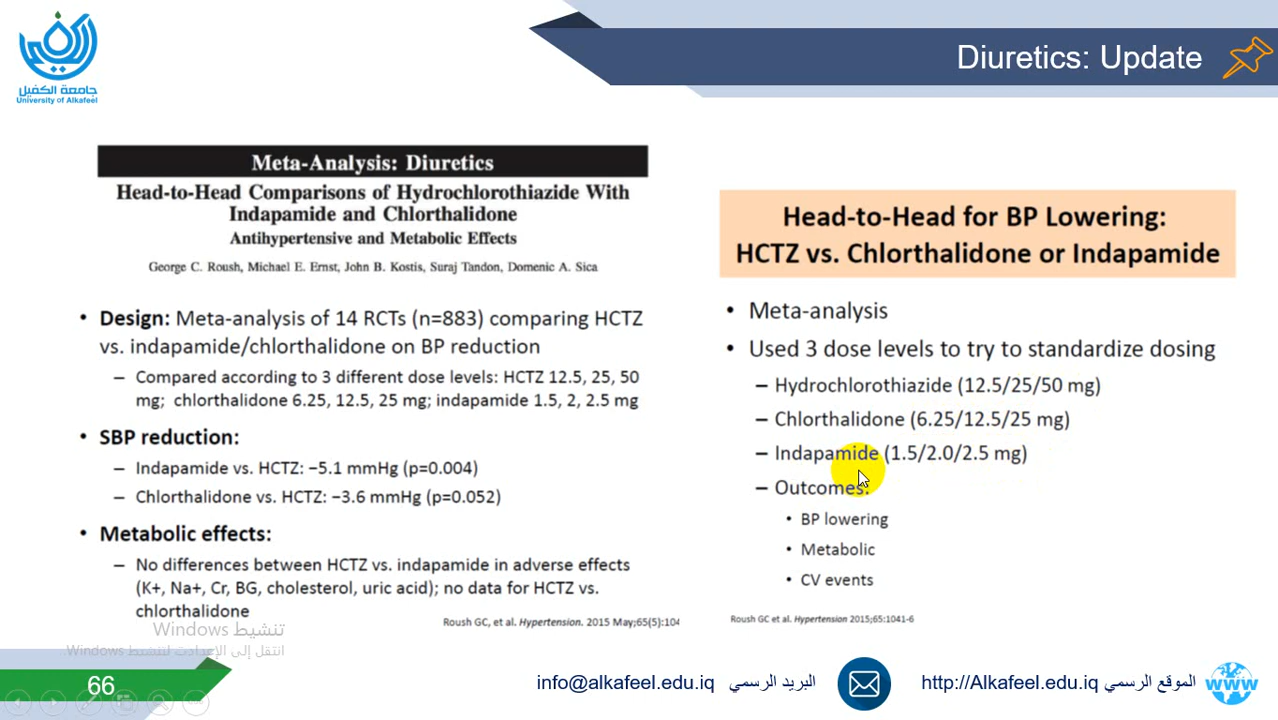 جامعة الكفيل
University of Alkafeel
Diuretics: Update
Meta-Analysis: Diuretics
Head-to-Head Comparisons of Hydrochlorothiazide With
Indapamide and Chlorthalidone
Antihypertensive and Metabolic Effects
George C. Roush, Michael E. Ernst, John B. Kostis, Suraj Tandon, Domenic A. Sica
• Design: Meta-analysis of 14 RCTs (n=883) comparing HCTZ
vs. indapamide/chlorthalidone on BP reduction
– Compared according to 3 different dose levels: HCTZ 12.5, 25, 50
mg; chlorthalidone 6.25, 12.5, 25 mg; indapamide 1.5, 2, 2.5 mg
• SBP reduction:
– Indapamide vs. HCTZ: −5.1 mmHg (p=0.004)
– Chlorthalidone vs. HCTZ: −3.6 mmHg (p=0.052)
• Metabolic effects:
– No differences between HCTZ vs. indapamide in adverse effects
(K+, Na+, Cr, BG, cholesterol, uric acid); no data for HCTZ vs.
chlorthalidone
Roush GC, et al. Hypertension. 2015 May;65(5):104
Head-to-Head for BP Lowering:
HCTZ vs. Chlorthalidone or Indapamide
• Meta-analysis
• Used 3 dose levels to try to standardize dosing
– Hydrochlorothiazide (12.5/25/50 mg)
– Chlorthalidone (6.25/12.5/25 mg)
– Indapamide (1.5/2.0/2.5 mg)
– Outcomes:
• BP lowering
• Metabolic
• CV events
Roush GC et al. Hypertension 2015;65:1041-6
تنشيط Windows
انتقل إلى الإعدادات لتنشيط Windows.
66
info@alkafeel.edu.iq البريد الرسمي
http://Alkafeel.edu.iq الموقع الرسمي
www